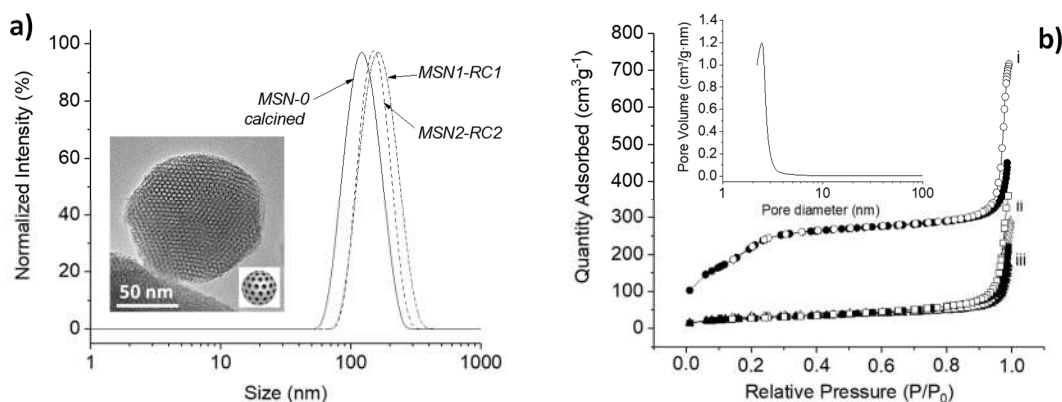 a)
Normalized Intensity (%)
100
80
60
40
20
0
MSN-0
calcined
MSN1-RC1
MSN2-RC2
50 nm
1
10
100
1000
Size (nm)
b)
Quantity Adsorbed (cm³g⁻¹)
800
700
600
500
400
300
200
100
0
Pore Volume (cm³/g·nm)
1.4
1.2
1.0
0.8
0.6
0.4
0.2
0.0
1
10
100
Pore diameter (nm)
i
ii
iii
0.0
0.2
0.4
0.6
0.8
1.0
Relative Pressure (P/P₀)